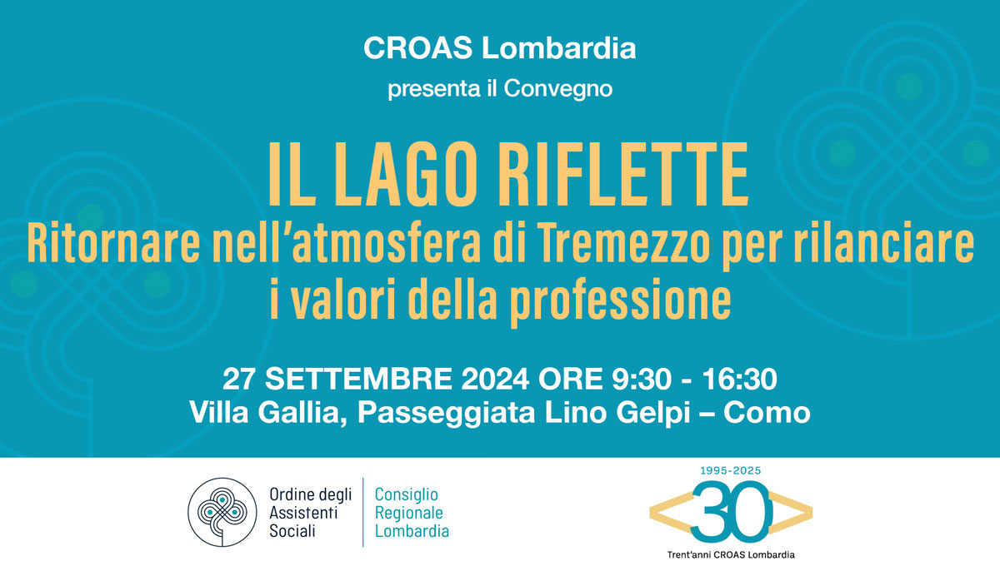 CROAS Lombardia
presenta il Convegno
IL LAGO RIFLETTE
Ritornare nell'atmosfera di Tremezzo per rilanciare
i valori della professione
27 SETTEMBRE 2024 ORE 9:30 - 16:30
Villa Gallia, Passeggiata Lino Gelpi – Como
Ordine degli
Assistenti
Sociali
Consiglio
Regionale
Lombardia
1995-2025
<30>
Trent'anni CROAS Lombardia